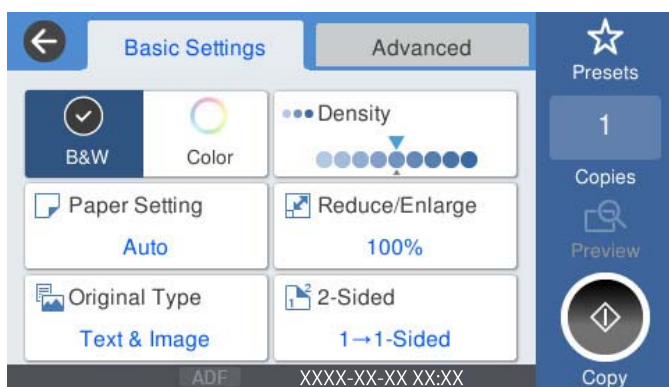 Basic Settings
Advanced
Presets
B&W
Color
Density
1
Copies
Paper Setting
Auto
Reduce/Enlarge
100%
Preview
Original Type
Text & Image
2-Sided
1→1-Sided
ADF
XXXX-XX-XX XX:XX
Copy